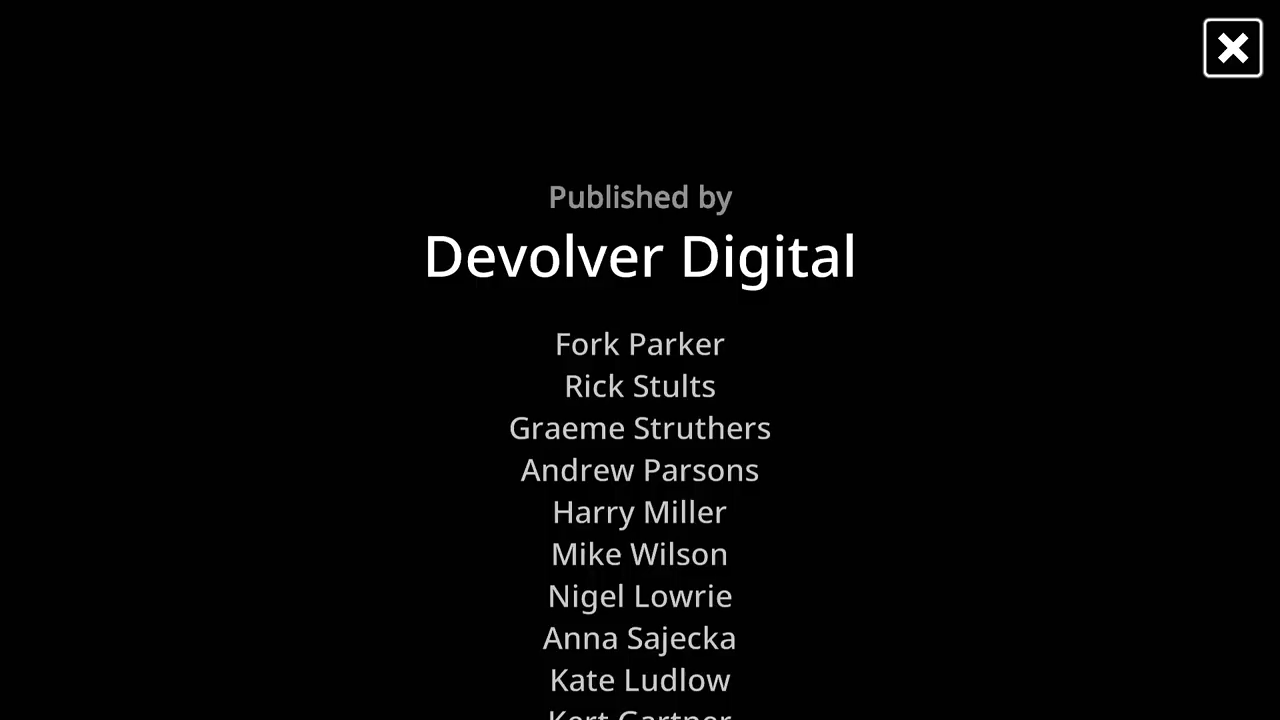 Published by
Devolver Digital
Fork Parker
Rick Stults
Graeme Struthers
Andrew Parsons
Harry Miller
Mike Wilson
Nigel Lowrie
Anna Sajecka
Kate Ludlow